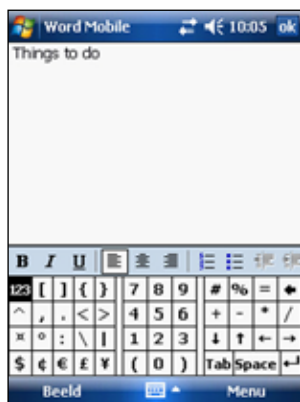 Word Mobile 10:05 ok
Things to do
B I U
123 [ ] { } 7 8 9 # % = ←
^ , . < > 4 5 6 + - * /
¤ ° : \ | 1 2 3 ↓ ↑ ← →
$ ¢ € £ ¥ ( 0 ) Tab Space ↵
Beeld Menu